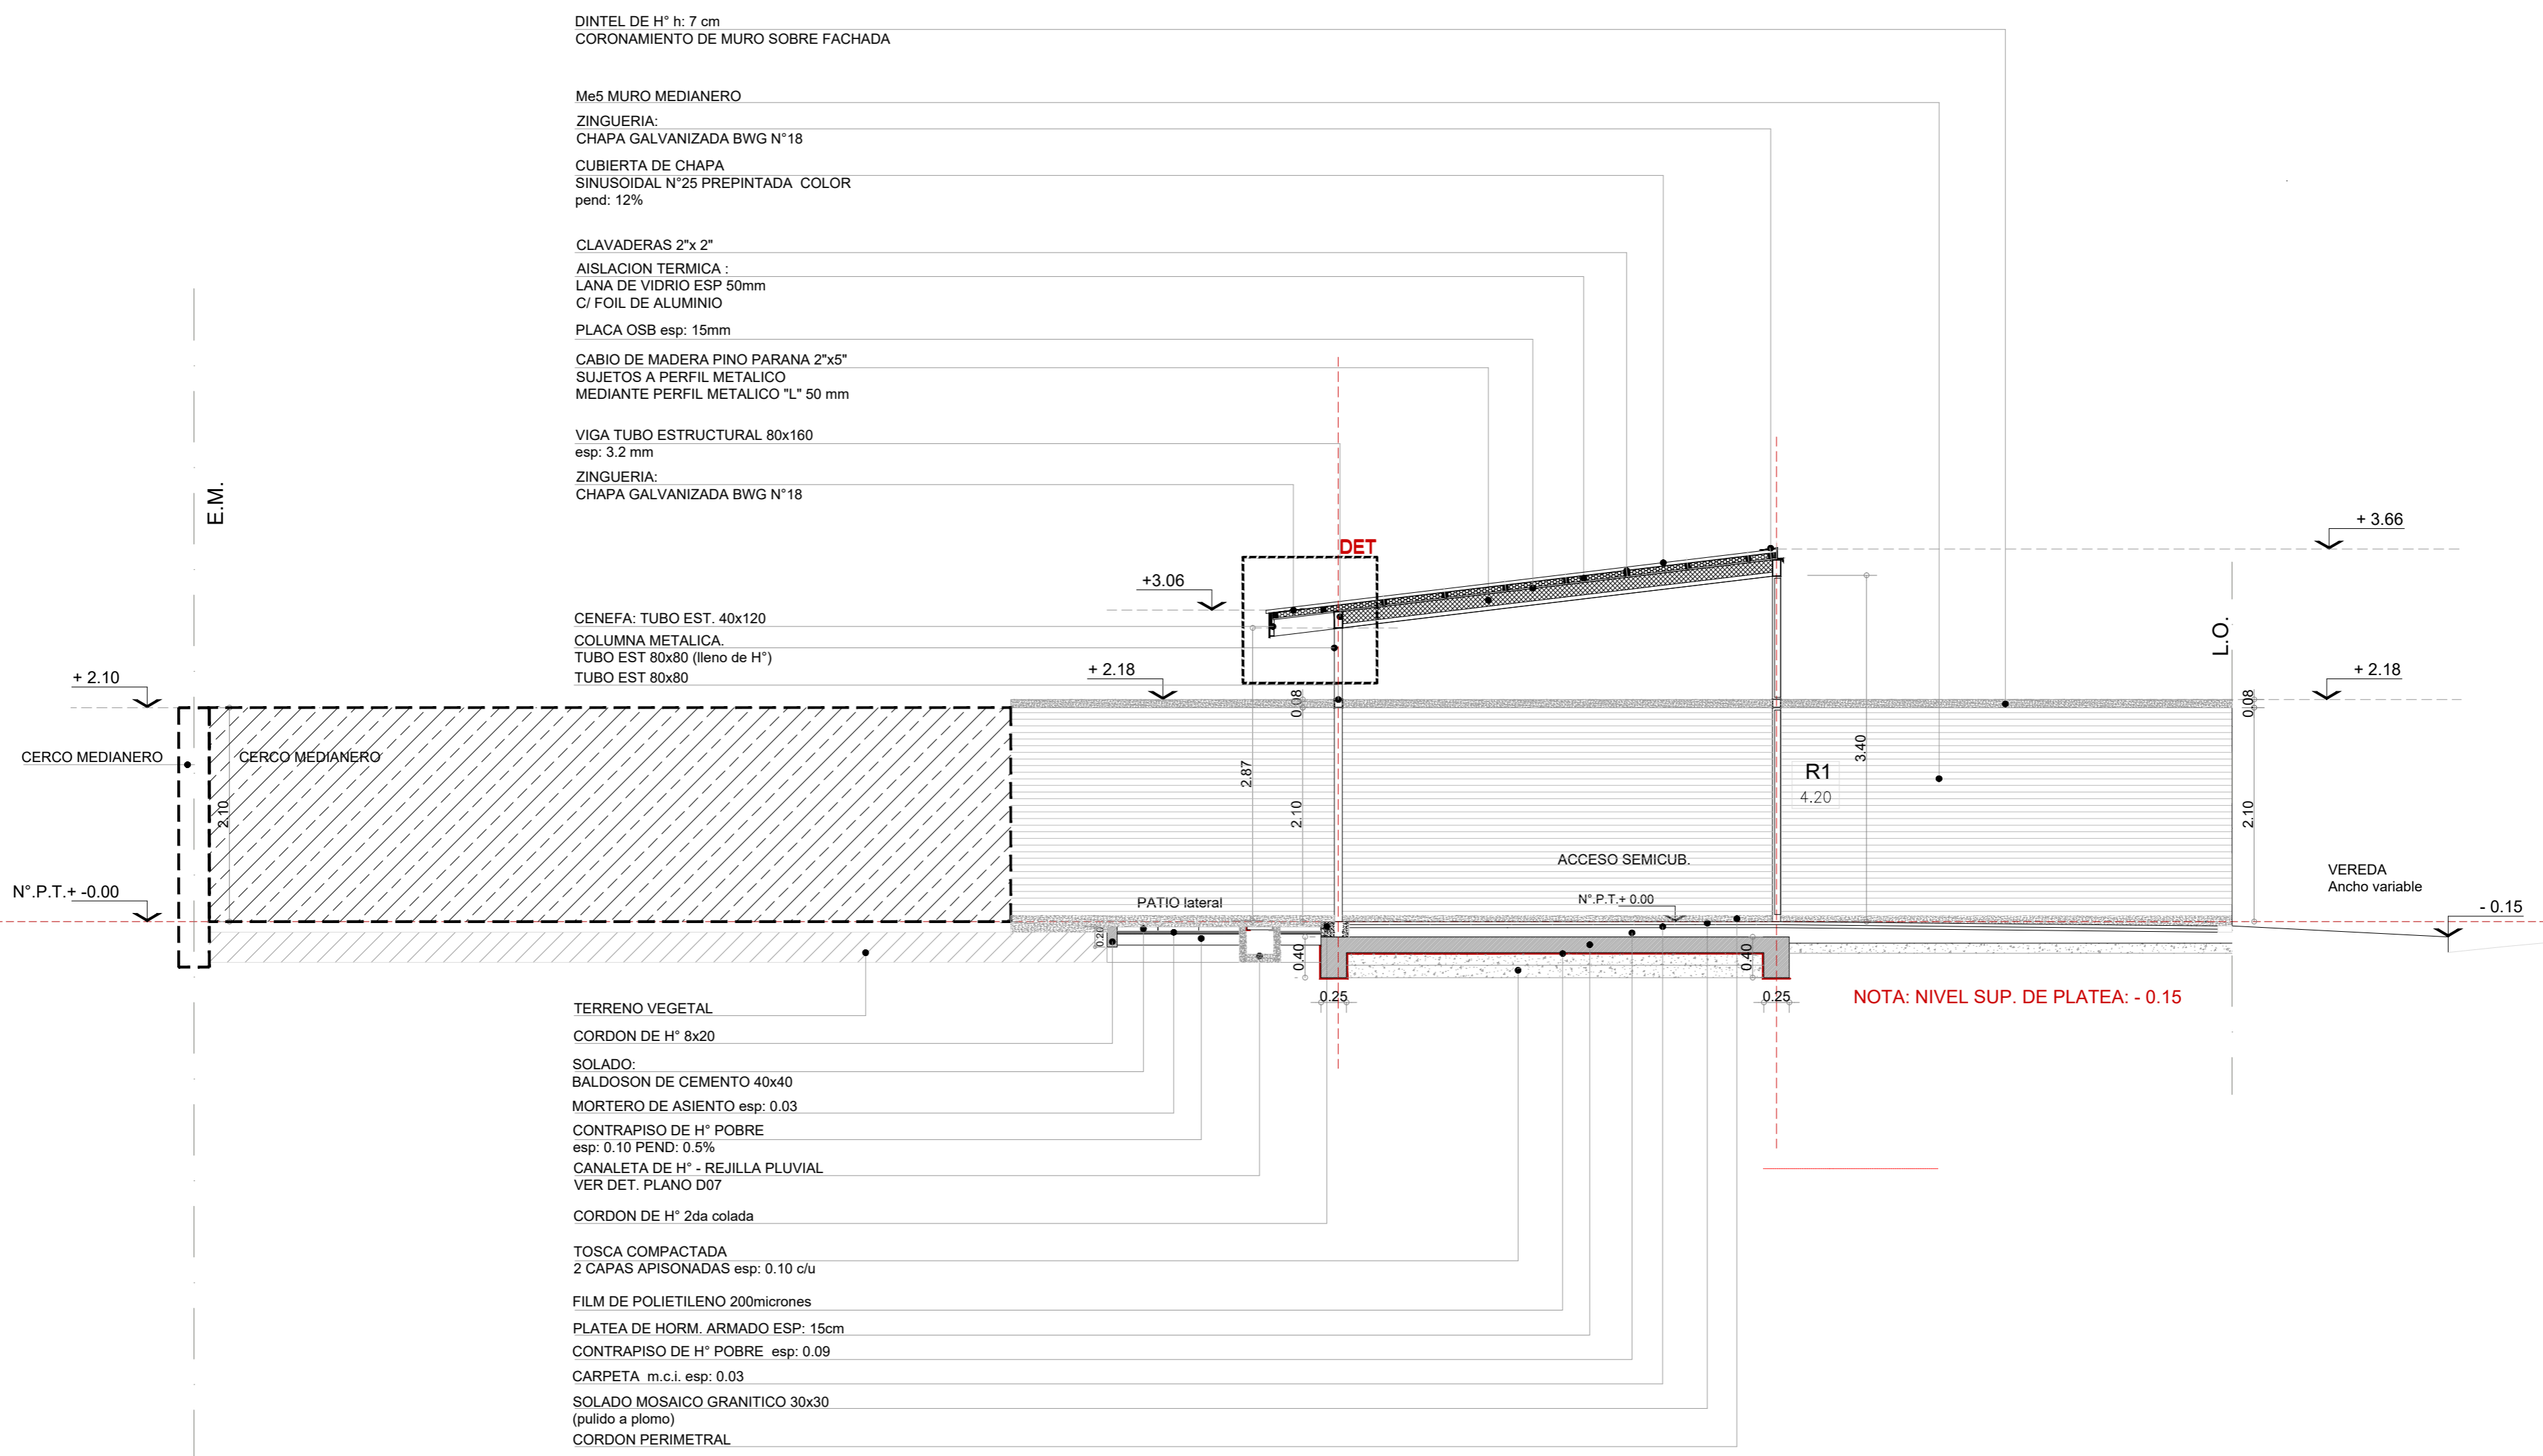 DINTEL DE H° h: 7 cm
CORONAMIENTO DE MURO SOBRE FACHADA
Me5 MURO MEDIANERO
ZINGUERIA:
CHAPA GALVANIZADA BWG N°18
CUBIERTA DE CHAPA
SINUSOIDAL N°25 PREPINTADA COLOR
pend: 12%
CLAVADERAS 2"x 2"
AISLACION TERMICA :
LANA DE VIDRIO ESP 50mm
C/ FOIL DE ALUMINIO
PLACA OSB esp: 15mm
CABIO DE MADERA PINO PARANA 2"x5"
SUJETOS A PERFIL METALICO
MEDIANTE PERFIL METALICO "L" 50 mm
VIGA TUBO ESTRUCTURAL 80x160
esp: 3.2 mm
ZINGUERIA:
CHAPA GALVANIZADA BWG N°18
E.M.
DET
+ 3.66
+3.06
CENEFA: TUBO EST. 40x120
COLUMNA METALICA.
TUBO EST 80x80 (lleno de H°)
TUBO EST 80x80
L.O.
+ 2.10
+ 2.18
+ 2.18
0.08
0.08
CERCO MEDIANERO
CERCO MEDIANERO
2.10
2.87
2.10
3.40
R1
4.20
2.10
ACCESO SEMICUB.
VEREDA
Ancho variable
N°.P.T.+ -0.00
PATIO lateral
N°.P.T.+ 0.00
- 0.15
0.20
0.40
0.40
0.25
0.25
NOTA: NIVEL SUP. DE PLATEA: - 0.15
TERRENO VEGETAL
CORDON DE H° 8x20
SOLADO:
BALDOSON DE CEMENTO 40x40
MORTERO DE ASIENTO esp: 0.03
CONTRAPISO DE H° POBRE
esp: 0.10 PEND: 0.5%
CANALETA DE H° - REJILLA PLUVIAL
VER DET. PLANO D07
CORDON DE H° 2da colada
TOSCA COMPACTADA
2 CAPAS APISONADAS esp: 0.10 c/u
FILM DE POLIETILENO 200micrones
PLATEA DE HORM. ARMADO ESP: 15cm
CONTRAPISO DE H° POBRE esp: 0.09
CARPETA m.c.i. esp: 0.03
SOLADO MOSAICO GRANITICO 30x30
(pulido a plomo)
CORDON PERIMETRAL